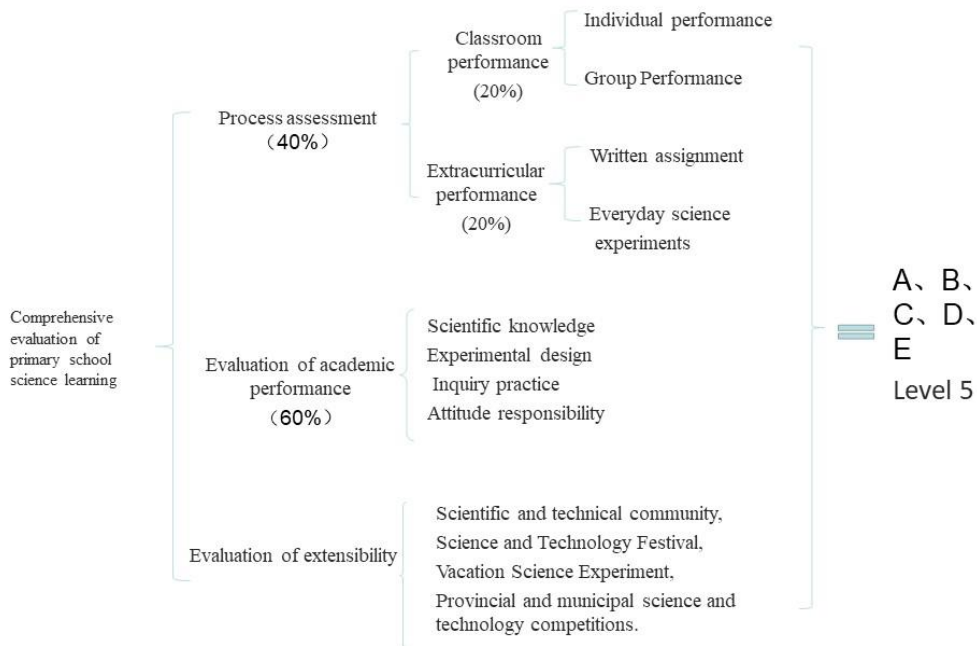 Comprehensive
evaluation of
primary school
science learning
Process assessment
（40%）
Classroom
performance
(20%)
Individual performance
Group Performance
Extracurricular
performance
(20%)
Written assignment
Everyday science
experiments
Evaluation of academic
performance
（60%）
Scientific knowledge
Experimental design
Inquiry practice
Attitude responsibility
Evaluation of extensibility
Scientific and technical community,
Science and Technology Festival,
Vacation Science Experiment,
Provincial and municipal science and
technology competitions.
A、B、
C、D、
E
Level 5